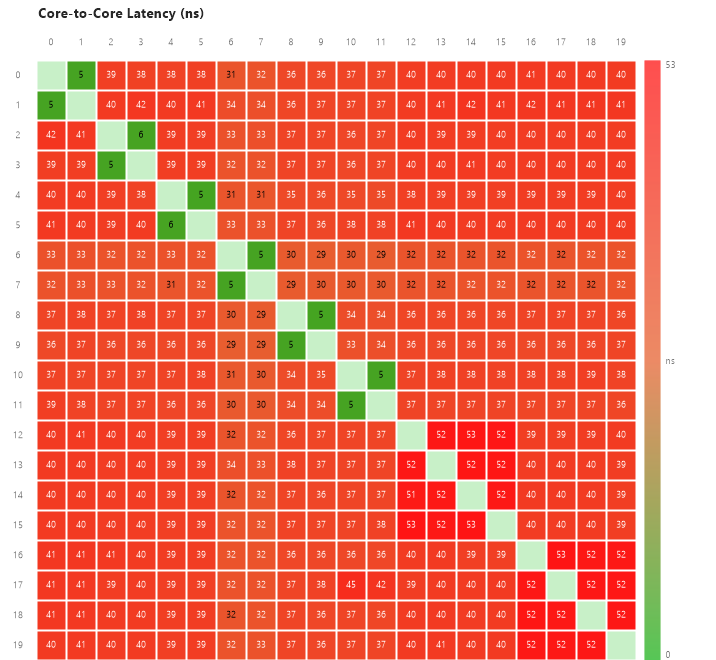 Core-to-Core Latency (ns)
0 1 2 3 4 5 6 7 8 9 10 11 12 13 14 15 16 17 18 19
53
0 5 39 38 38 38 31 32 36 36 37 37 40 40 40 40 41 40 40 40
1 5 40 42 40 41 34 34 36 37 37 37 40 41 42 41 42 41 41 41
2 42 41 6 39 39 33 33 37 37 36 37 40 39 39 40 40 40 40 40
3 39 39 5 39 39 32 32 37 37 36 37 40 40 41 40 40 40 41 40
4 40 40 39 38 5 31 31 35 36 35 35 38 39 39 39 39 39 39 40
5 41 40 39 40 6 33 33 37 36 38 38 41 40 40 40 40 40 40 40
6 33 33 32 32 33 32 5 30 29 30 29 32 32 32 32 32 32 32 32
ns
7 32 33 33 32 31 32 5 29 30 30 30 32 32 32 32 32 32 32 32
8 37 38 37 38 37 37 30 29 5 34 34 36 36 36 36 37 37 37 36
9 36 37 36 36 36 36 29 29 5 33 34 36 36 36 36 36 36 36 37
10 37 37 37 37 37 38 31 30 34 35 5 37 38 38 38 38 38 39 38
11 39 38 37 37 36 36 30 30 34 34 5 37 37 37 37 37 37 37 36
12 40 41 40 40 39 39 32 32 36 37 37 37 52 53 52 39 39 39 40
13 40 40 40 40 39 39 34 33 38 37 37 37 52 52 52 40 40 40 39
14 40 40 40 40 39 39 32 32 37 36 37 37 51 52 52 40 40 40 39
15 40 40 40 40 39 39 32 32 37 37 37 38 53 52 53 40 40 40 39
16 41 41 41 40 39 39 32 32 36 36 36 36 40 40 39 39 53 52 52
17 41 41 39 40 39 39 32 32 37 38 45 42 39 40 40 40 52 52 52
18 41 41 40 40 39 39 32 32 37 36 37 36 40 40 40 40 52 52 52
19 40 41 40 40 39 39 32 33 37 36 37 37 40 41 40 40 52 52 52
0